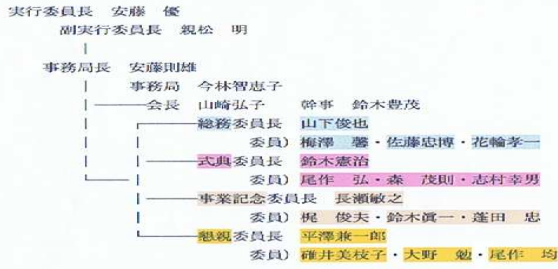 実行委員長 安藤 優
副実行委員長 親松 明
事務局長 安藤則雄
事務局 今林智恵子
会長 山崎弘子 幹事 鈴木豊茂
総務委員長 山下俊也
委員) 梅澤 馨・佐藤忠博・花輪孝一
式典委員長 鈴木憲治
委員) 尾作 弘・森 茂則・志村幸男
事業記念委員長 長瀬敏之
委員) 梶 俊夫・鈴木眞一・蓬田 忠
懇親委員長 平澤兼一郎
委員) 碓井美枝子・大野 勉・尾作 均